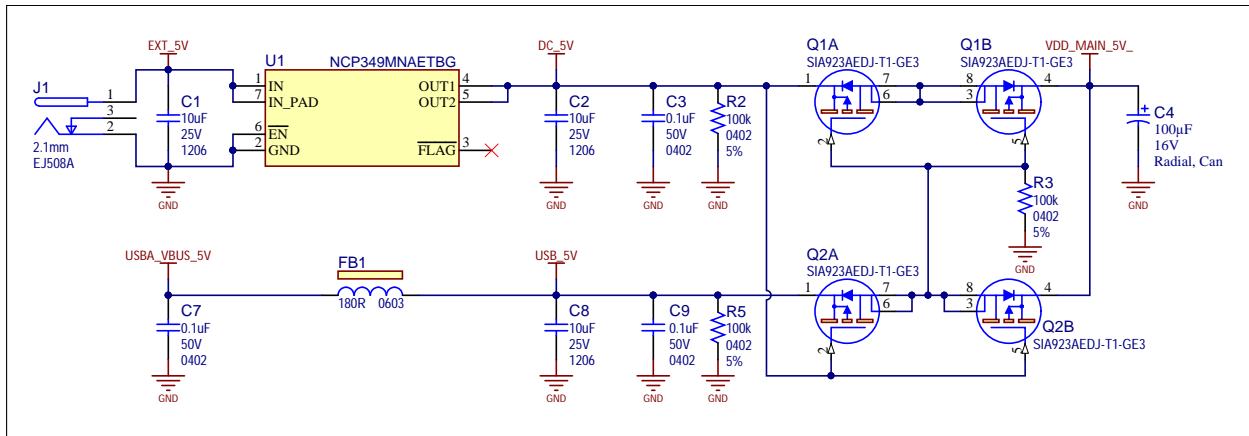 EXT_5V
DC_5V
Q1A
Q1B
VDD_MAIN_5V_
U1
NCP349MNAETBG
SIA923AEDJ-T1-GE3
SIA923AEDJ-T1-GE3
J1
1
3
2
2.1mm
EJ508A
C1
10uF
25V
1206
1
7
6
2
IN
IN_PAD
EN
GND
OUT1
OUT2
FLAG
4
5
3
C2
10uF
25V
1206
C3
0.1uF
50V
0402
R2
100k
0402
5%
1
7
6
2
8
3
4
5
C4
+
100µF
16V
Radial, Can
R3
100k
0402
5%
GND
GND
GND
GND
GND
GND
USBA_VBUS_5V
FB1
180R 0603
USB_5V
Q2A
SIA923AEDJ-T1-GE3
C7
0.1uF
50V
0402
C8
10uF
25V
1206
C9
0.1uF
50V
0402
R5
100k
0402
5%
1
7
6
2
8
3
4
5
Q2B
SIA923AEDJ-T1-GE3
GND
GND
GND
GND